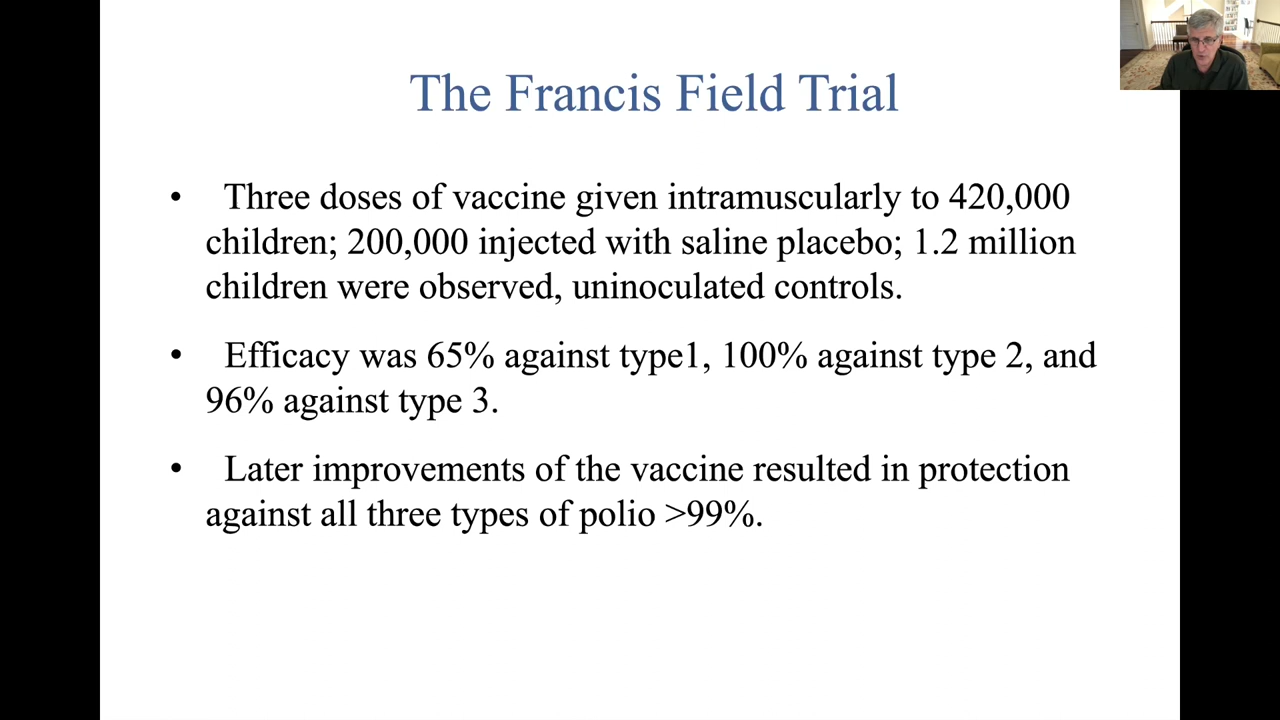 The Francis Field Trial
• Three doses of vaccine given intramuscularly to 420,000
children; 200,000 injected with saline placebo; 1.2 million
children were observed, uninoculated controls.
• Efficacy was 65% against type1, 100% against type 2, and
96% against type 3.
• Later improvements of the vaccine resulted in protection
against all three types of polio >99%.